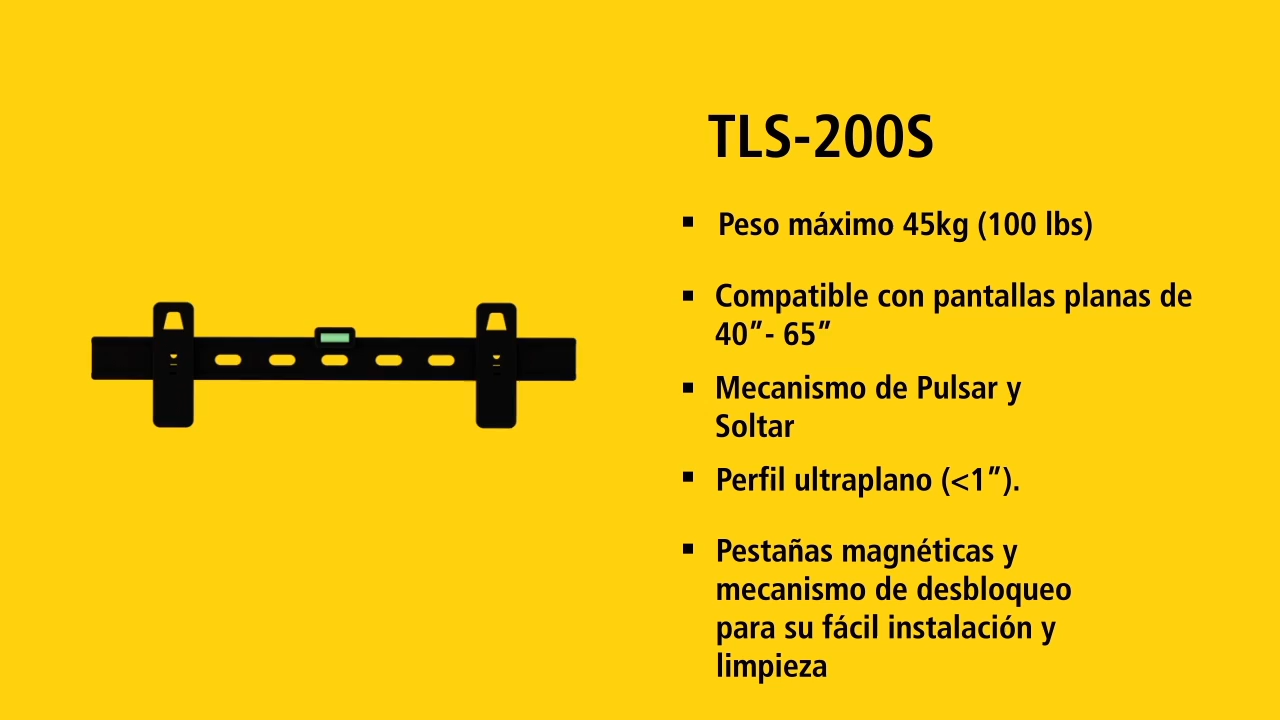 TLS-200S
▪ Peso máximo 45kg (100 lbs)
▪ Compatible con pantallas planas de
40”- 65”
▪ Mecanismo de Pulsar y
Soltar
▪ Perfil ultraplano (<1”).
▪ Pestañas magnéticas y
mecanismo de desbloqueo
para su fácil instalación y
limpieza